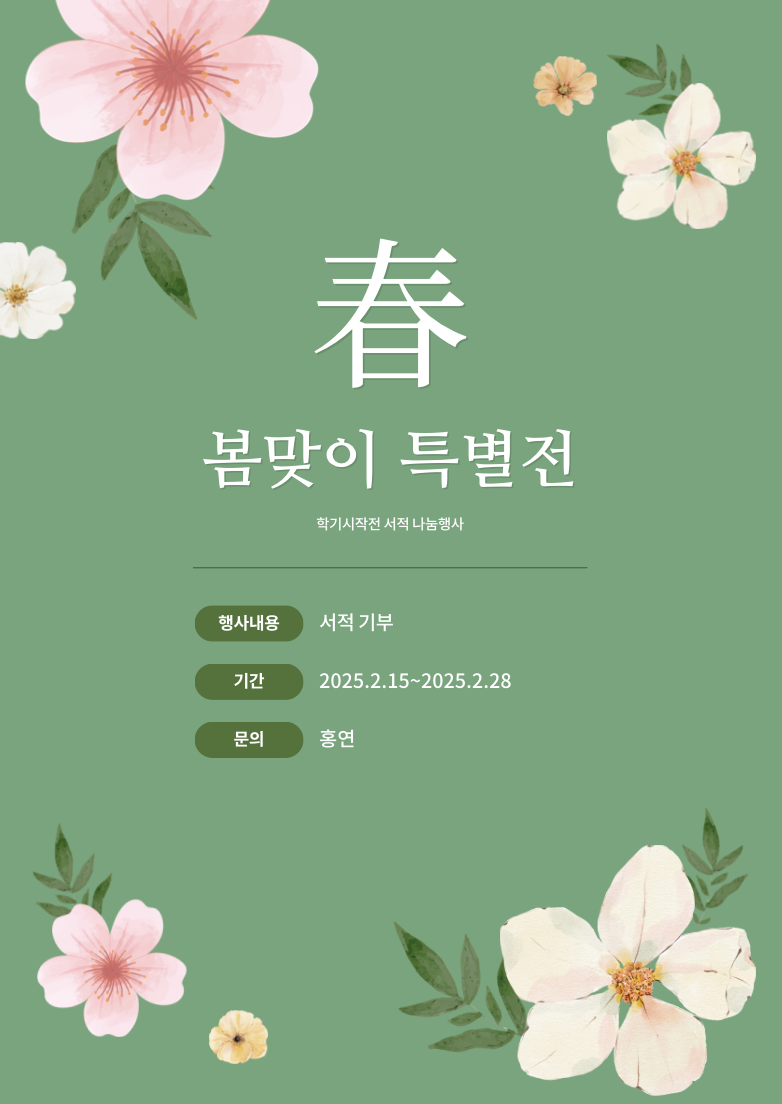 春
봄맞이 특별전
학기시작전 서적 나눔행사
행사내용 서적 기부
기간 2025.2.15~2025.2.28
문의 홍연